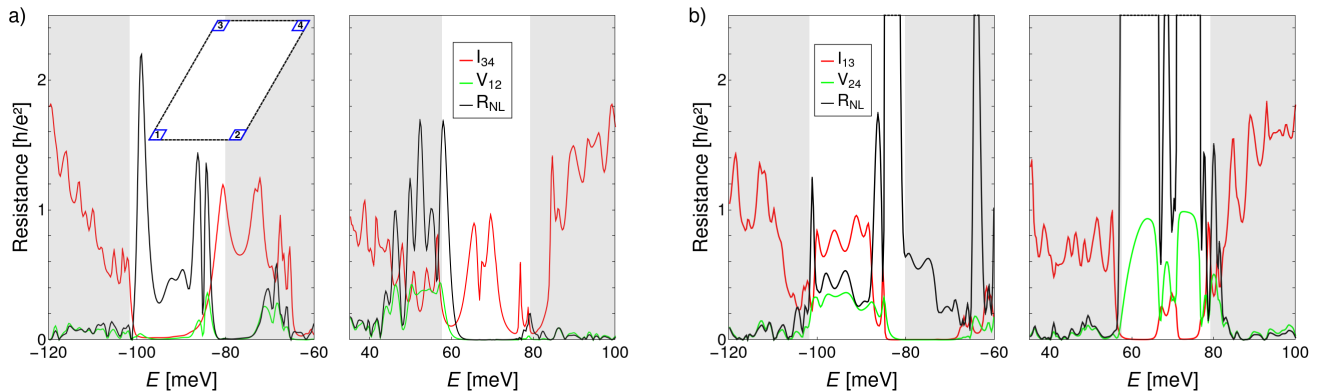 a)
Resistance [h/e²]
2
1
0
3 4
1 2
−120 −100 −80 −60
E [meV]
I34
V12
RNL
40 60 80 100
E [meV]
b)
Resistance [h/e²]
2
1
0
I13
V24
RNL
−120 −100 −80 −60
E [meV]
40 60 80 100
E [meV]